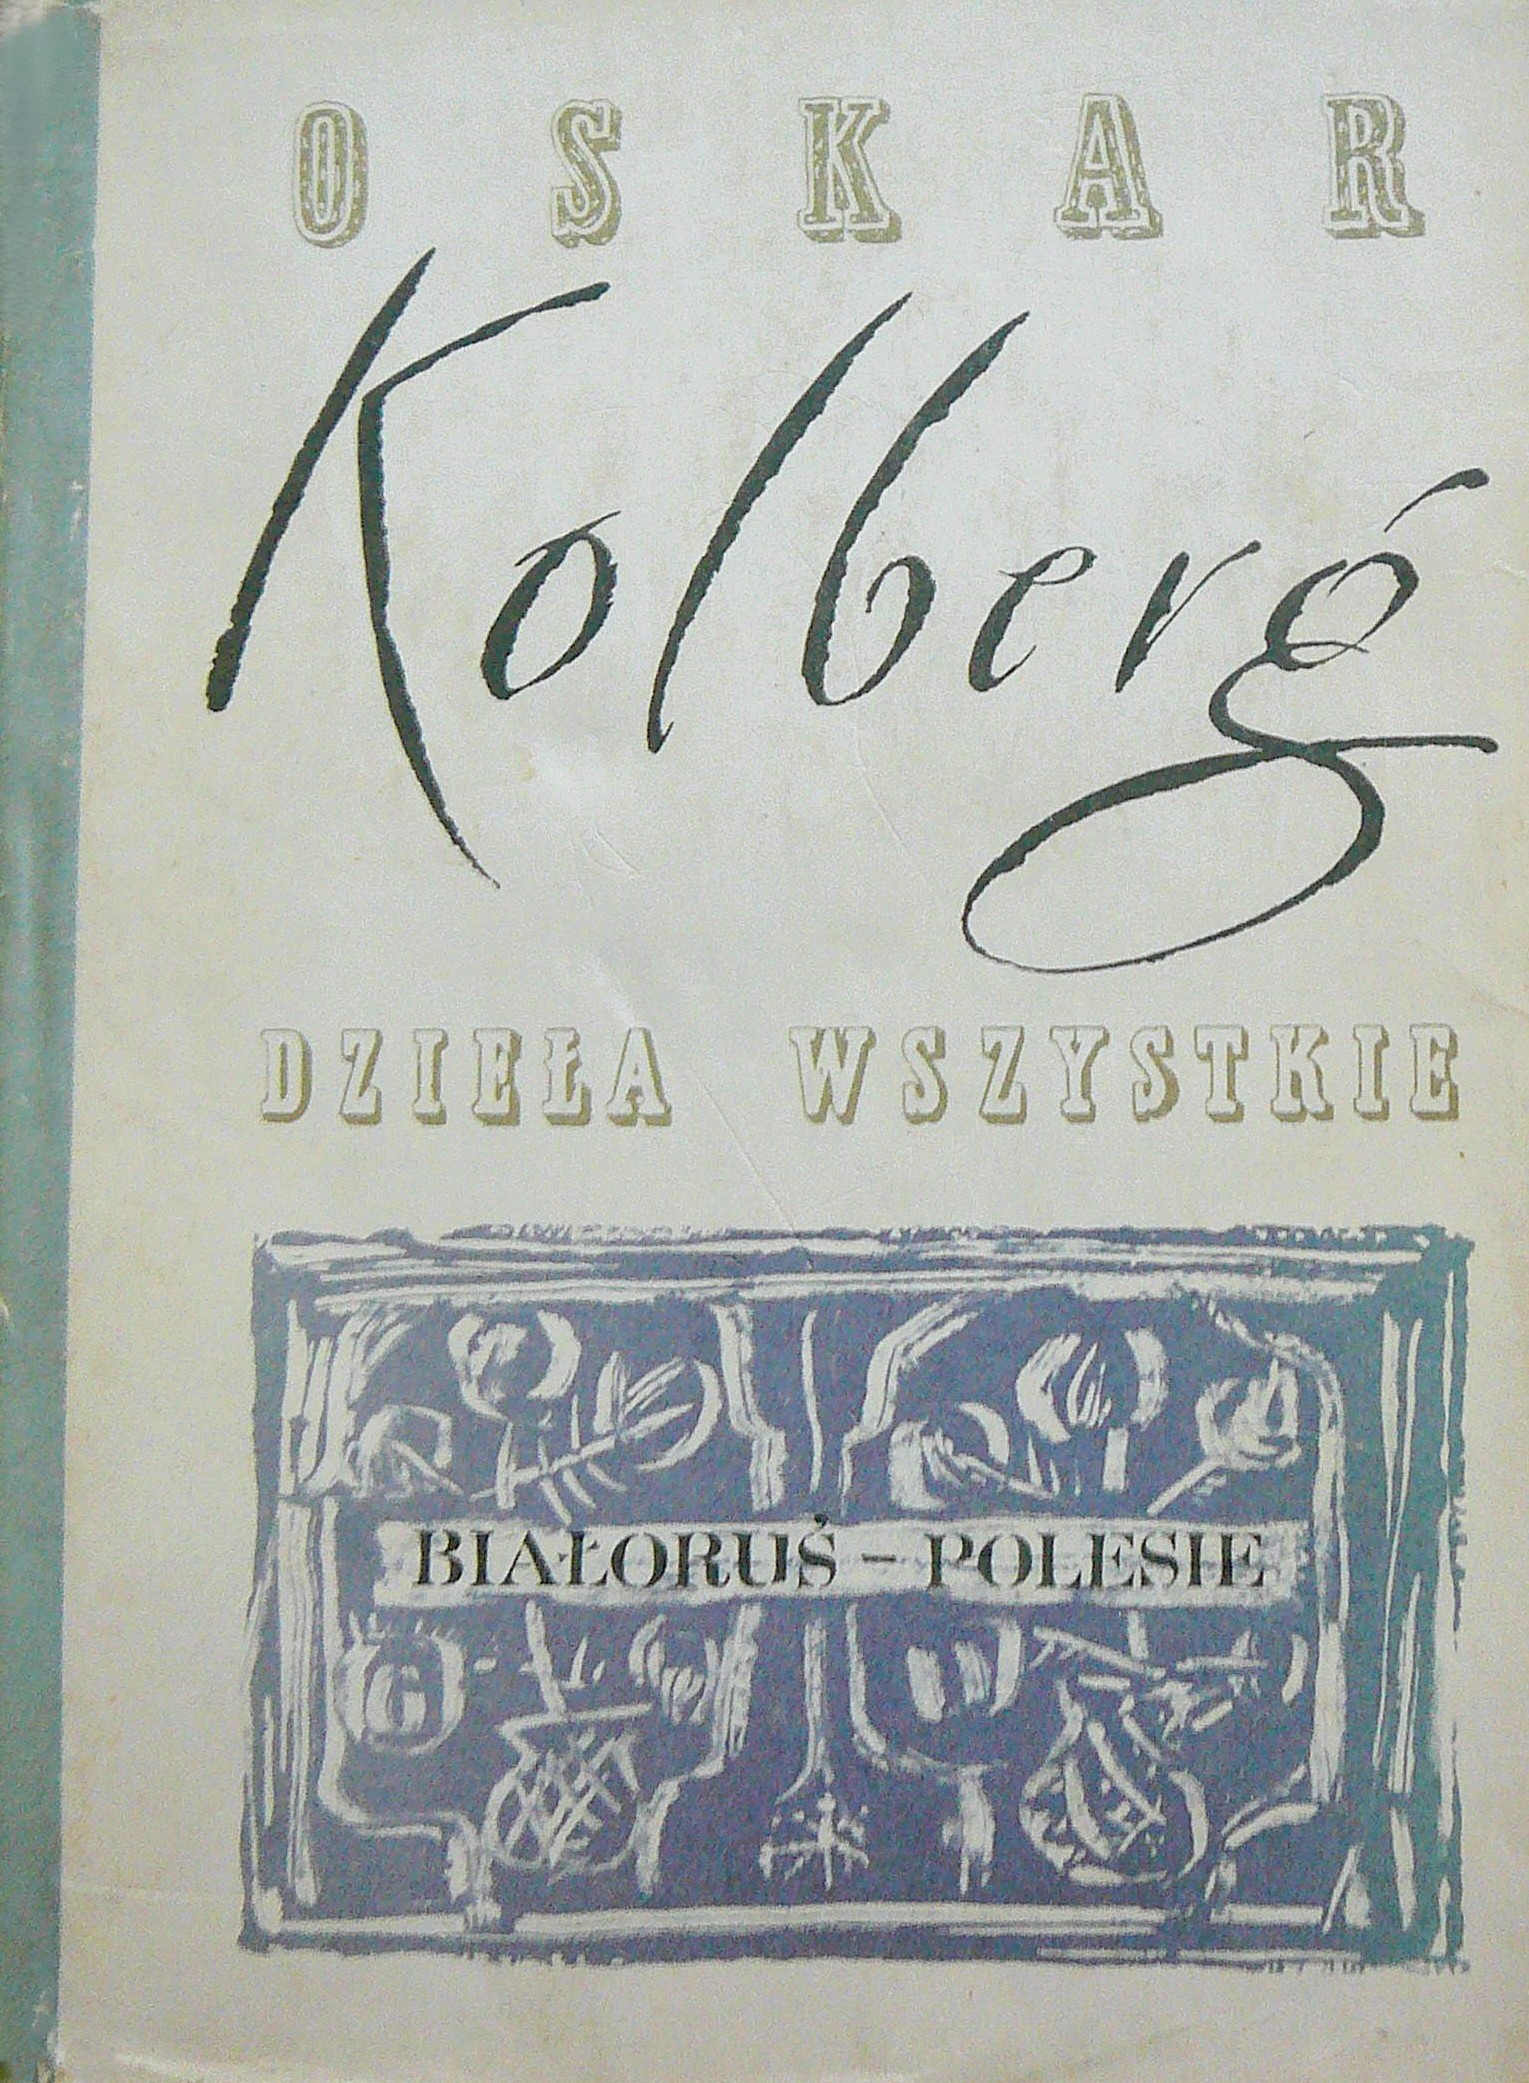 OSKAR
Kolberg
DZIEŁA WSZYSTKIE
BIAŁORUŚ – POLESIE